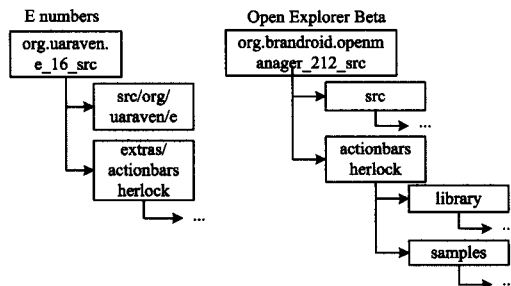 E numbers
org.uaraven.
e_16_src
src/org/
uaraven/e
extras/
actionbars
herlock
...
Open Explorer Beta
org.brandroid.openm
anager_212_src
src
...
actionbars
herlock
library
..
samples
..